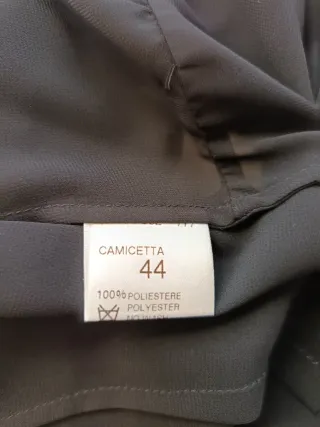 CAMICETTA
44
100% POLIESTERE
POLYESTER